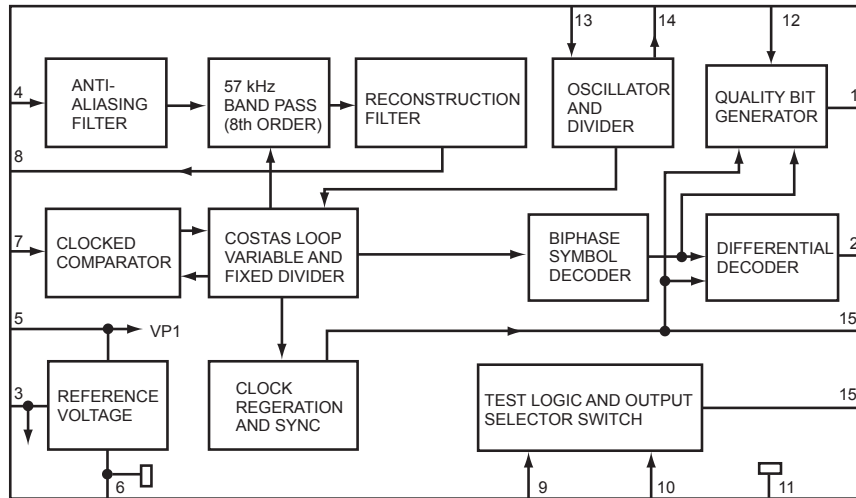 13
14
12
4
ANTI-
ALIASING
FILTER
57 kHz
BAND PASS
(8th ORDER)
RECONSTRUCTION
FILTER
OSCILLATOR
AND
DIVIDER
QUALITY BIT
GENERATOR
1
8
7
CLOCKED
COMPARATOR
COSTAS LOOP
VARIABLE AND
FIXED DIVIDER
BIPHASE
SYMBOL
DECODER
DIFFERENTIAL
DECODER
2
5
VP1
15
3
REFERENCE
VOLTAGE
CLOCK
REGERATION
AND SYNC
TEST LOGIC AND OUTPUT
SELECTOR SWITCH
15
6
9
10
11